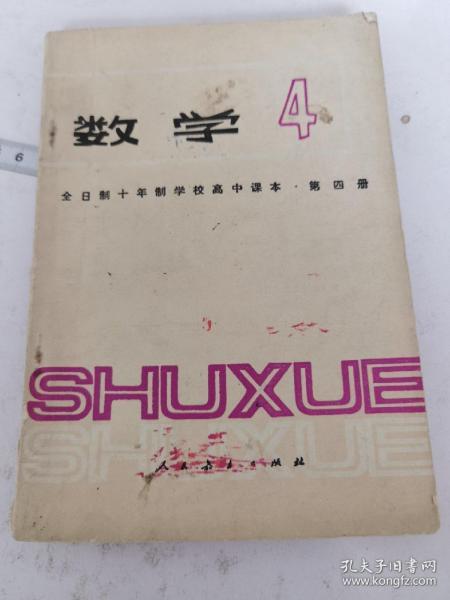 数学 4
全日制十年制学校高中课本·第四册
SHUXUE
SHUXUE
人民教育出版社
6
孔夫子旧书网
www.kongfz.com